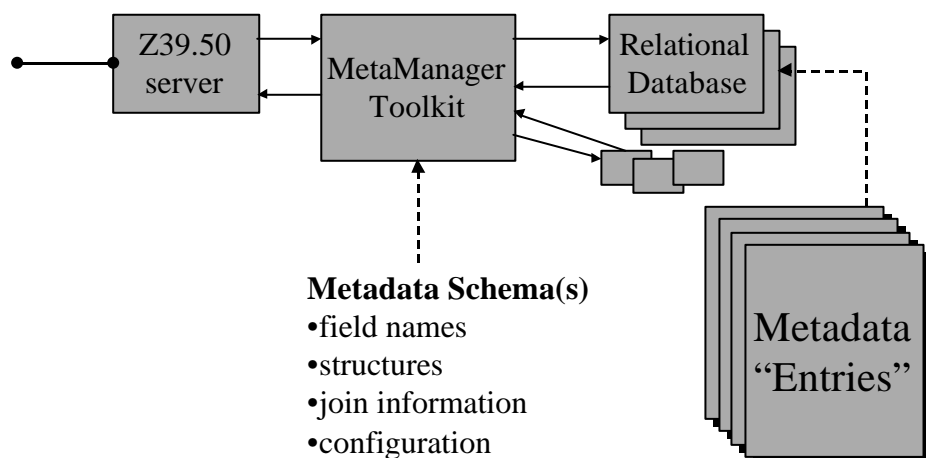 Z39.50
server
MetaManager
Toolkit
Relational
Database
Metadata Schema(s)
•field names
•structures
•join information
•configuration
Metadata
“Entries”